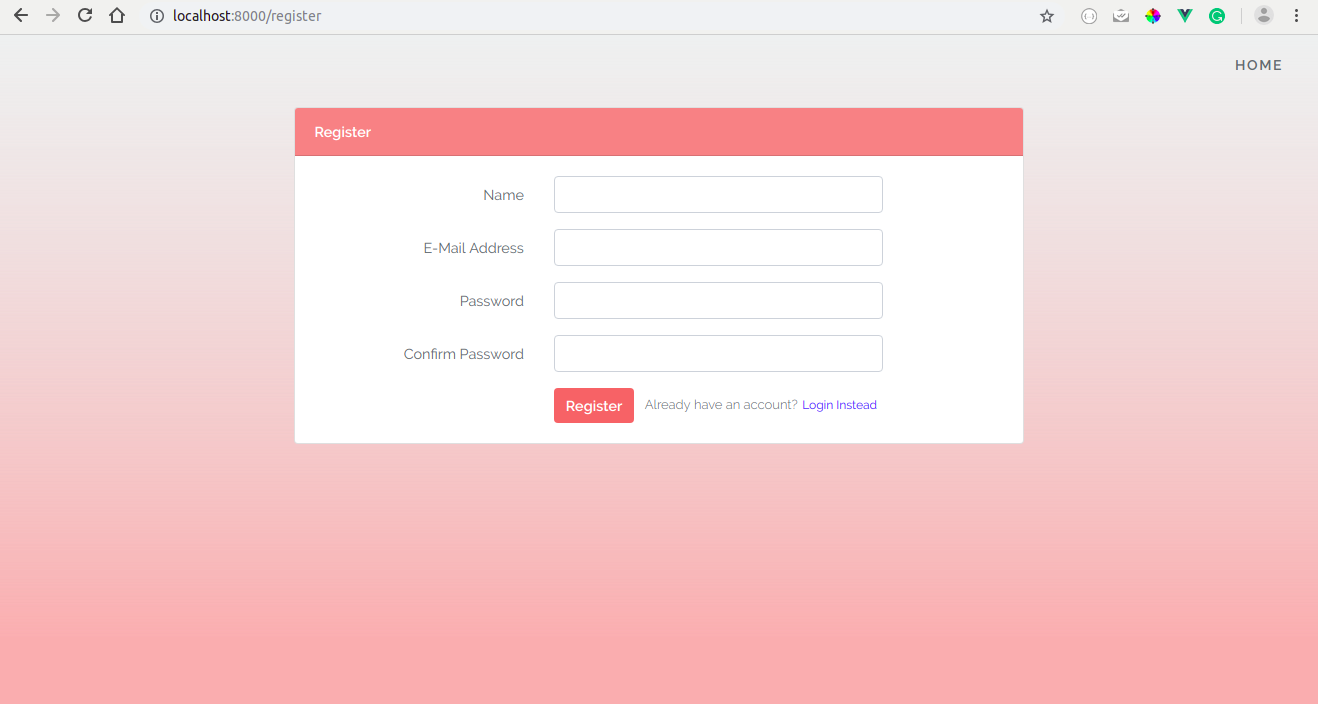 localhost:8000/register
HOME
Register
Name
E-Mail Address
Password
Confirm Password
Register Already have an account? Login Instead